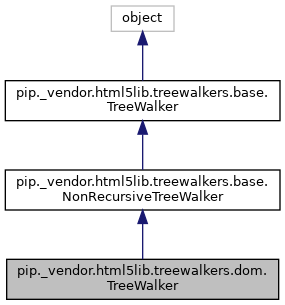 object
pip._vendor.html5lib.treewalkers.base.
TreeWalker
pip._vendor.html5lib.treewalkers.base.
NonRecursiveTreeWalker
pip._vendor.html5lib.treewalkers.dom.
TreeWalker